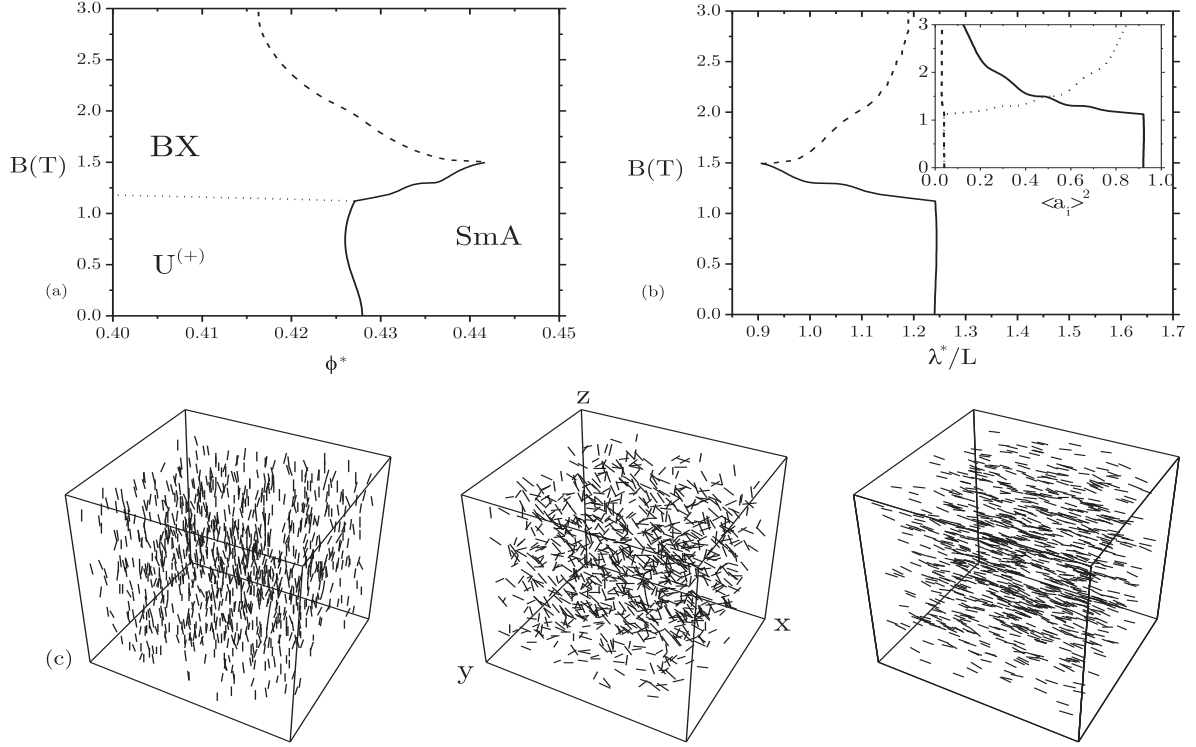 3.0
2.5
2.0
1.5
1.0
0.5
0.0
B(T)
BX
U(+)
SmA
(a)
0.40 0.41 0.42 0.43 0.44 0.45
ϕ*
3.0
2.5
2.0
1.5
1.0
0.5
0.0
B(T)
(b)
0.9 1.0 1.1 1.2 1.3 1.4 1.5 1.6 1.7
λ*/L
3
2
1
0
0.0 0.2 0.4 0.6 0.8 1.0
<a_i>²
(c)
z
y
x